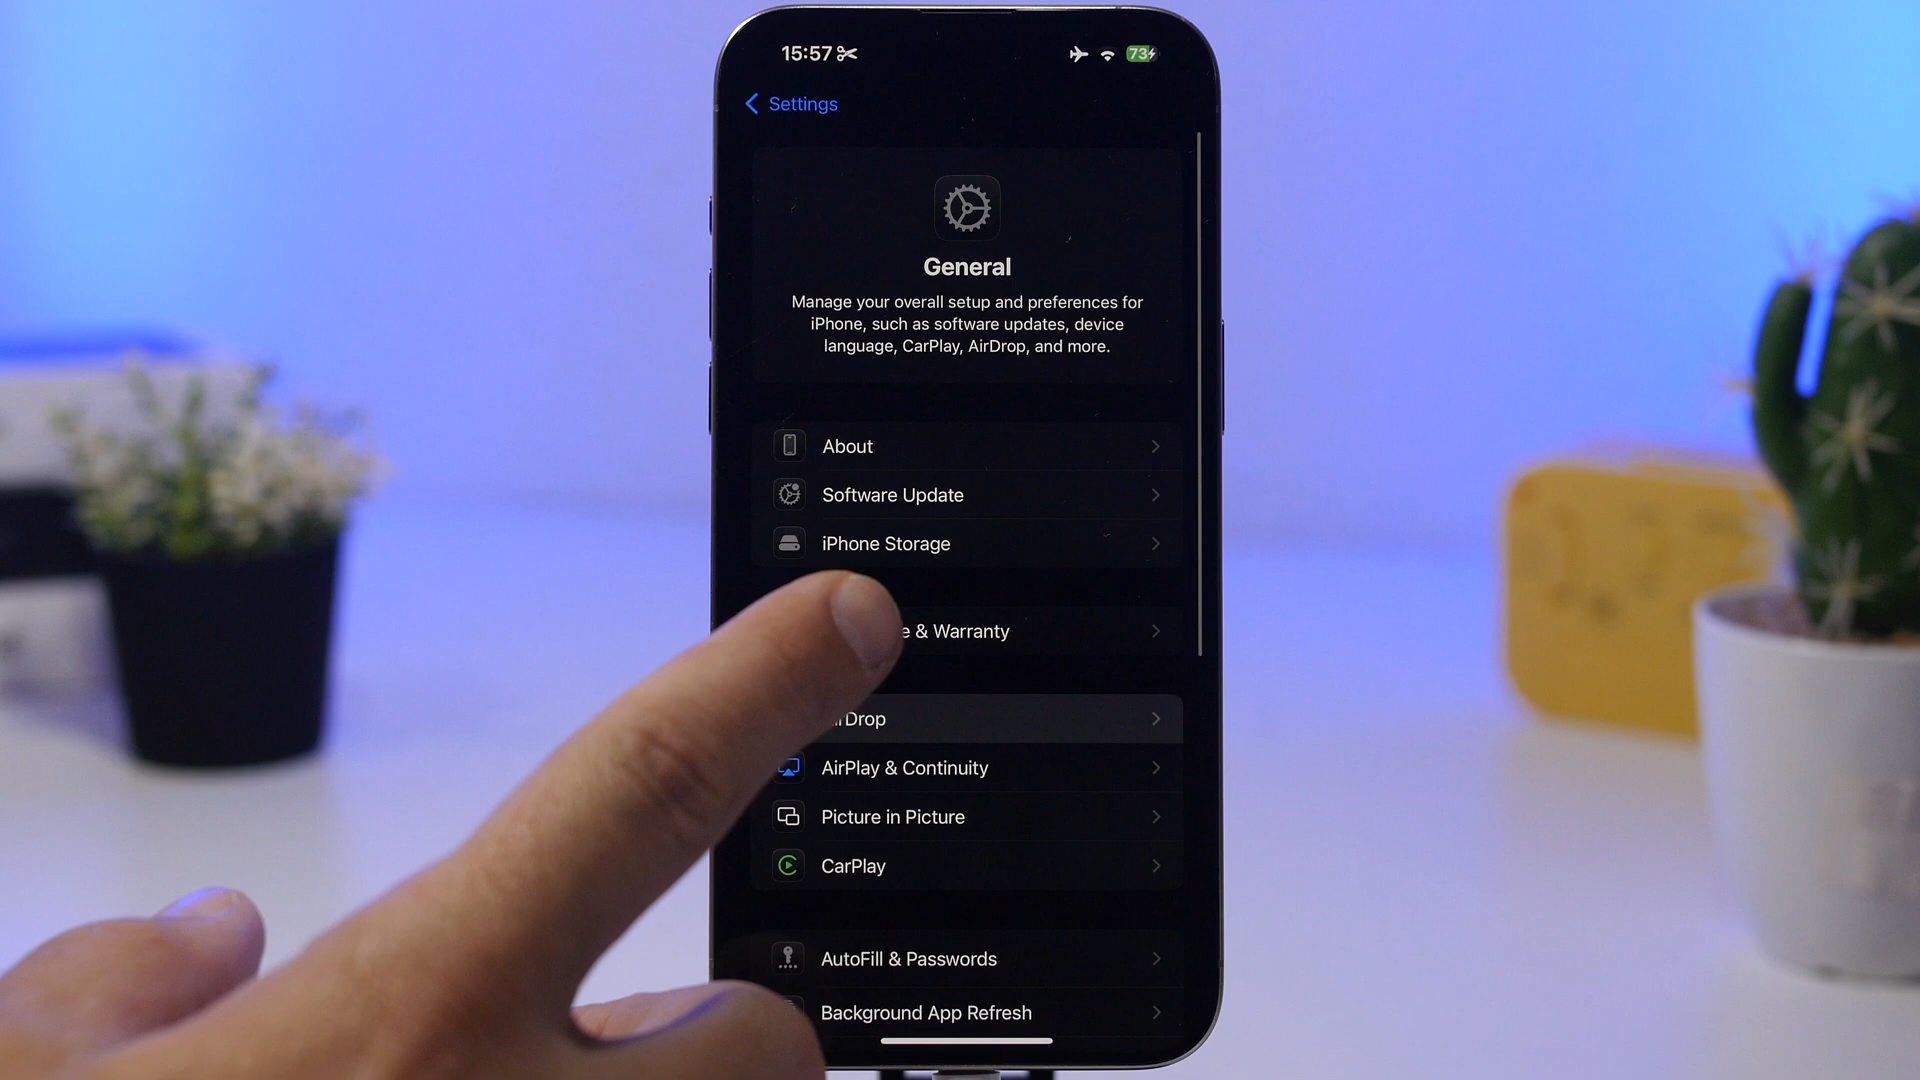 15:57
73
Settings
General
Manage your overall setup and preferences for
iPhone, such as software updates, device
language, CarPlay, AirDrop, and more.
About
Software Update
iPhone Storage
& Warranty
AirPlay & Continuity
Picture in Picture
CarPlay
AutoFill & Passwords
Background App Refresh